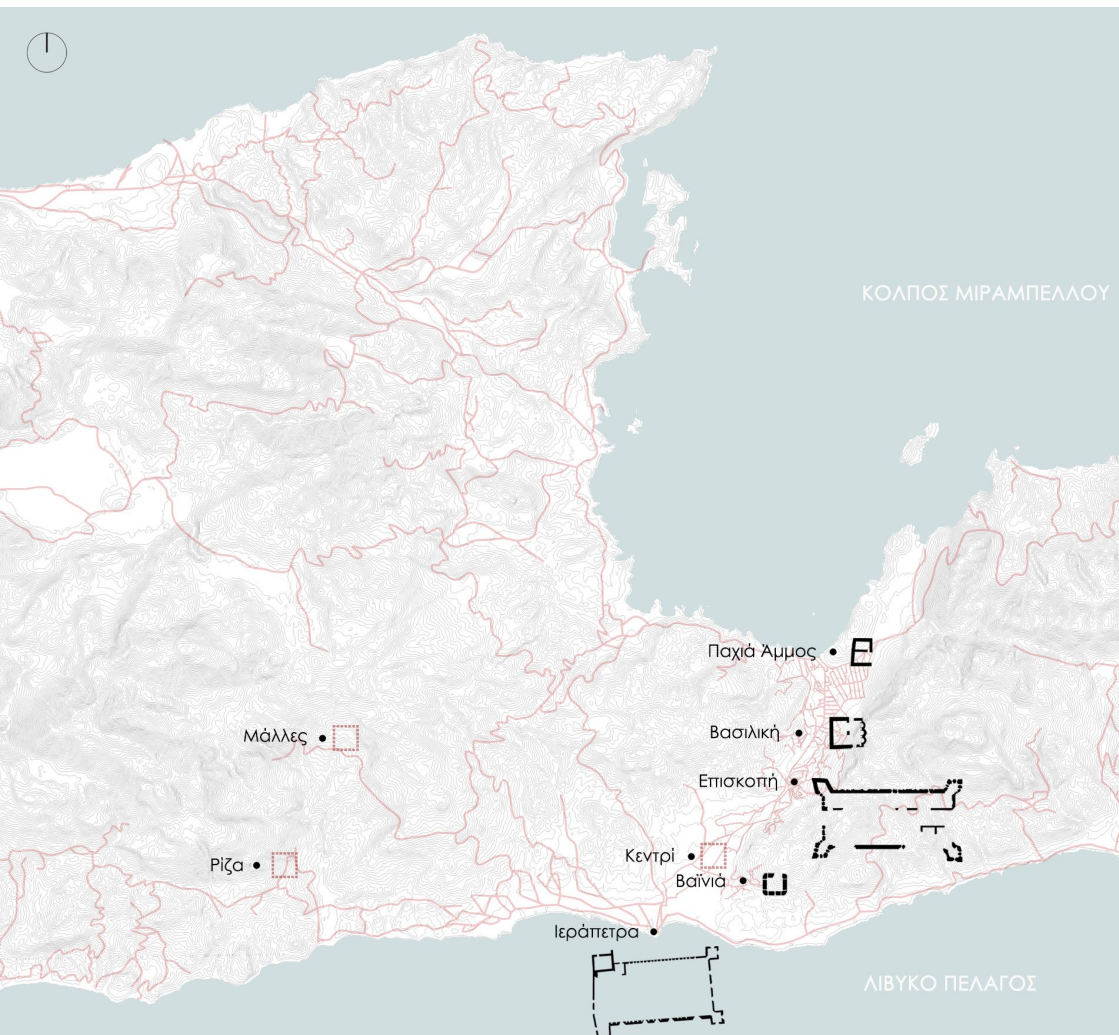 ΚΟΛΠΟΣ ΜΙΡΑΜΠΕΛΛΟΥ
Παχιά Άμμος
Βασιλική
Μάλλες
Επισκοπή
Κεντρί
Ρίζα
Βαϊνιά
Ιεράπετρα
ΛΙΒΥΚΟ ΠΕΛΑΓΟΣ